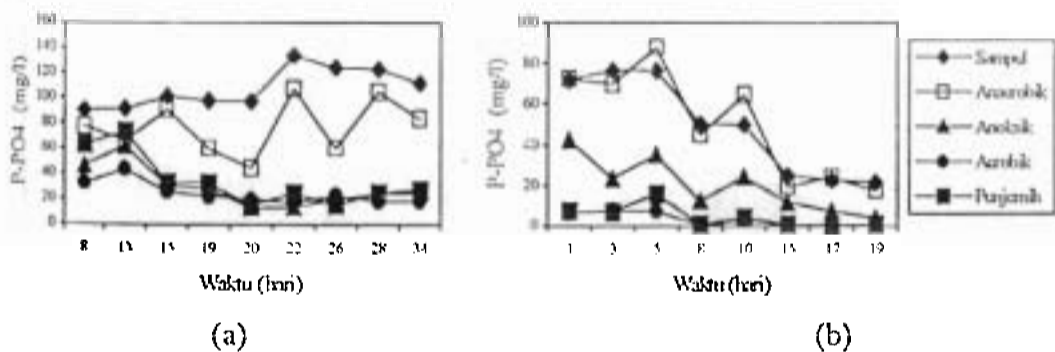 160
140
120
100
80
60
40
20
0
P-PO4 (mg/l)
8 13 15 19 20 22 26 28 34
Waktu (hari)
(a)
100
80
60
40
20
0
P-PO4 (mg/l)
1 3 5 8 10 15 17 19
Waktu (hari)
(b)
Anaerobik
Anoksik
Aerobik
Penjernih